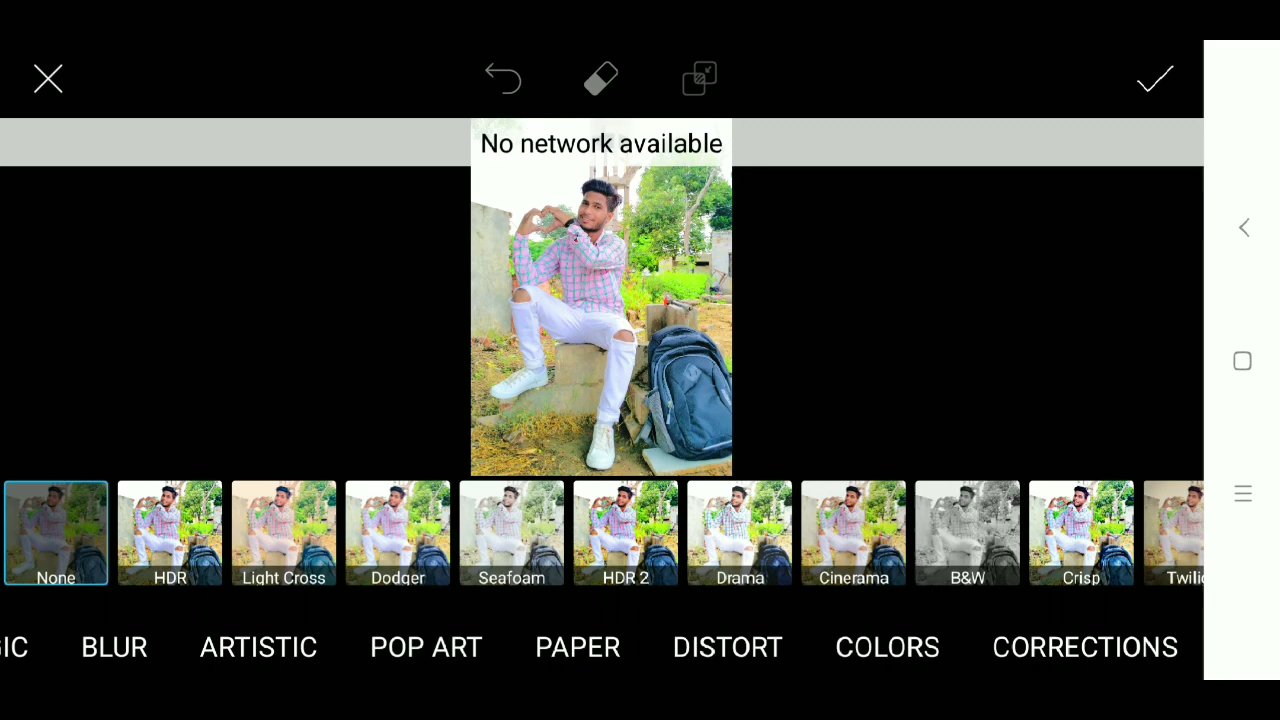 No network available
None HDR Light Cross Dodger Seafoam HDR 2 Drama Cinerama B&W Crisp
BLUR ARTISTIC POP ART PAPER DISTORT COLORS CORRECTIONS